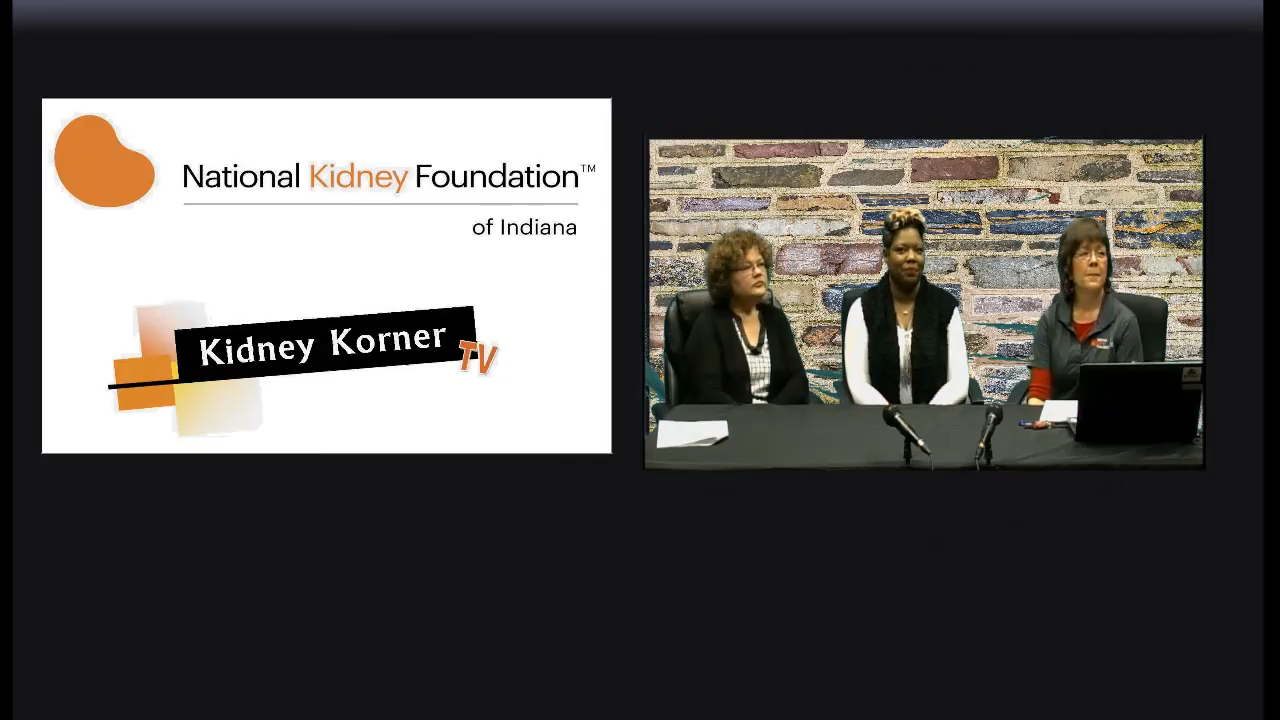 National Kidney Foundation™
of Indiana
Kidney Korner
TV